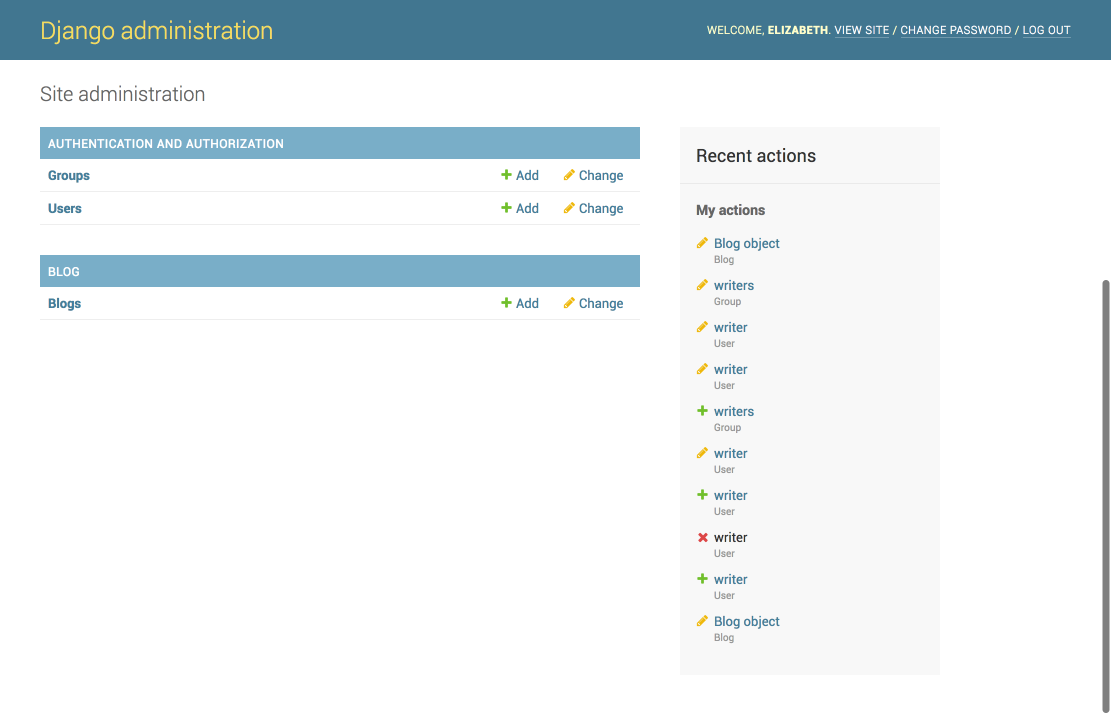 Django administration
WELCOME, ELIZABETH. VIEW SITE / CHANGE PASSWORD / LOG OUT
Site administration
AUTHENTICATION AND AUTHORIZATION
Groups Add Change
Users Add Change
BLOG
Blogs Add Change
Recent actions
My actions
Blog object
Blog
writers
Group
writer
User
writer
User
writers
Group
writer
User
writer
User
writer
User
writer
User
Blog object
Blog